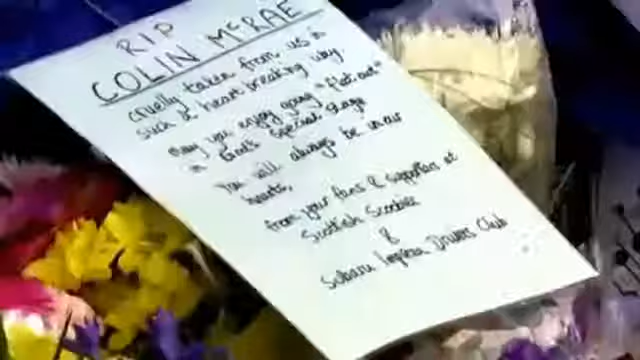 RIP
COLIN McRAE
Cruelly taken from us in
such a heart breaking way.
May you enjoy going "flat-out"
in God's Special Stage
You will always be in our
hearts,
from your fans & supporters at
Scottish Scoobies
&
Subaru Impreza Drivers Club